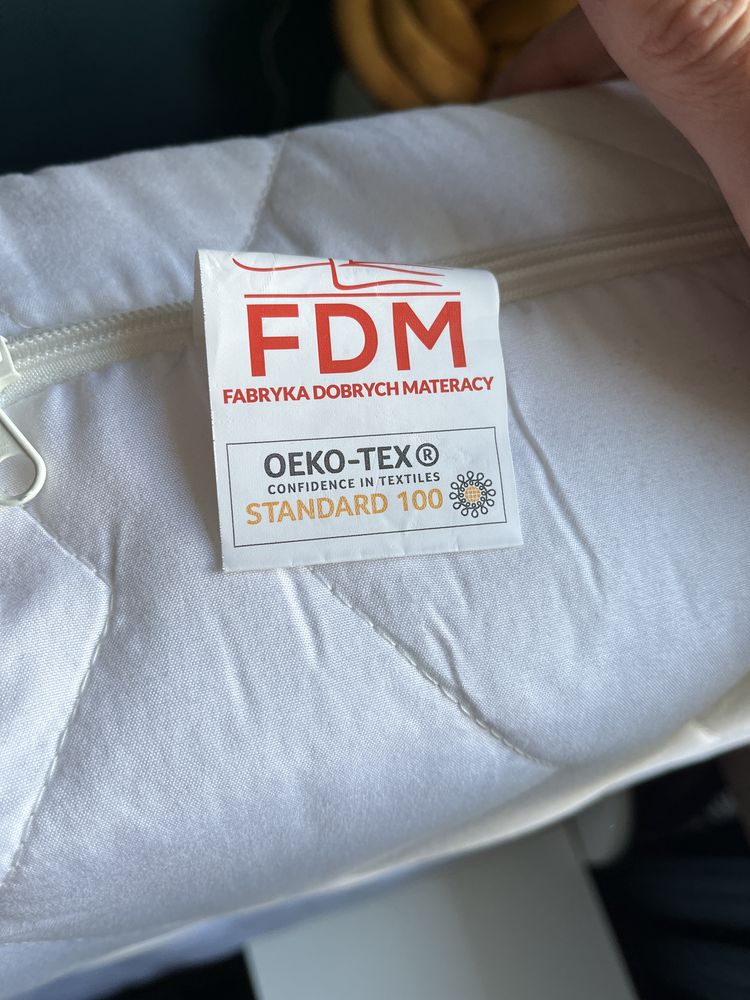 FDM
FABRYKA DOBRYCH MATERACY
OEKO-TEX®
CONFIDENCE IN TEXTILES
STANDARD 100